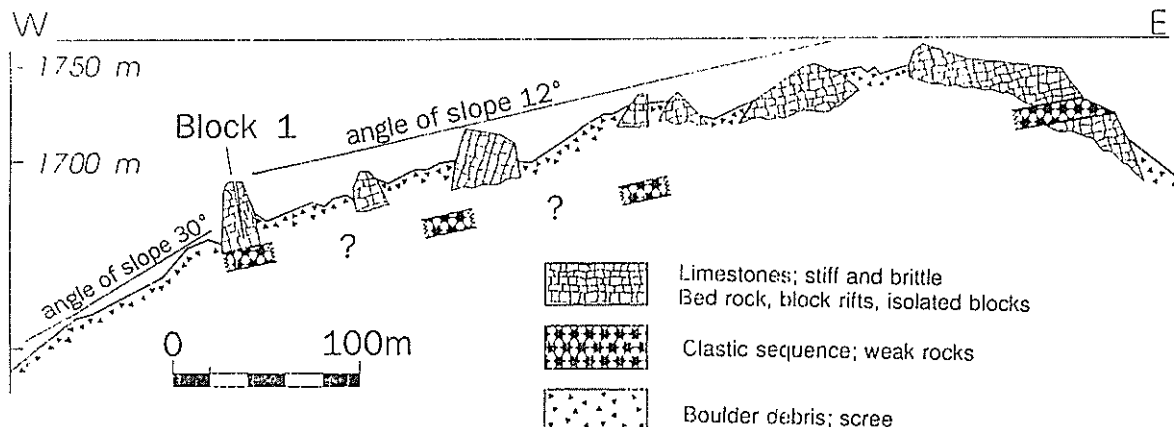 W E
1750 m
angle of slope 12°
Block 1
1700 m
angle of slope 30°
?
?
0 100m
Limestones; stiff and brittle
Bed rock, block rifts, isolated blocks
Clastic sequence; weak rocks
Boulder debris; scree